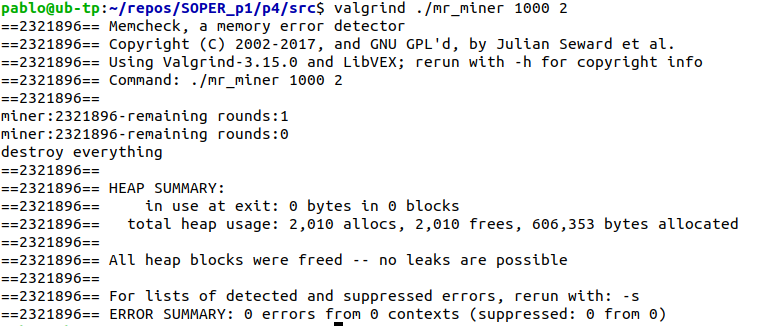 pablo@ub-tp:~/repos/SOPER_p1/p4/src$ valgrind ./mr_miner 1000 2
==2321896== Memcheck, a memory error detector
==2321896== Copyright (C) 2002-2017, and GNU GPL'd, by Julian Seward et al.
==2321896== Using Valgrind-3.15.0 and LibVEX; rerun with -h for copyright info
==2321896== Command: ./mr_miner 1000 2
==2321896==
miner:2321896-remaining rounds:1
miner:2321896-remaining rounds:0
destroy everything
==2321896==
==2321896== HEAP SUMMARY:
==2321896==     in use at exit: 0 bytes in 0 blocks
==2321896==   total heap usage: 2,010 allocs, 2,010 frees, 606,353 bytes allocated
==2321896==
==2321896== All heap blocks were freed -- no leaks are possible
==2321896==
==2321896== For lists of detected and suppressed errors, rerun with: -s
==2321896== ERROR SUMMARY: 0 errors from 0 contexts (suppressed: 0 from 0)